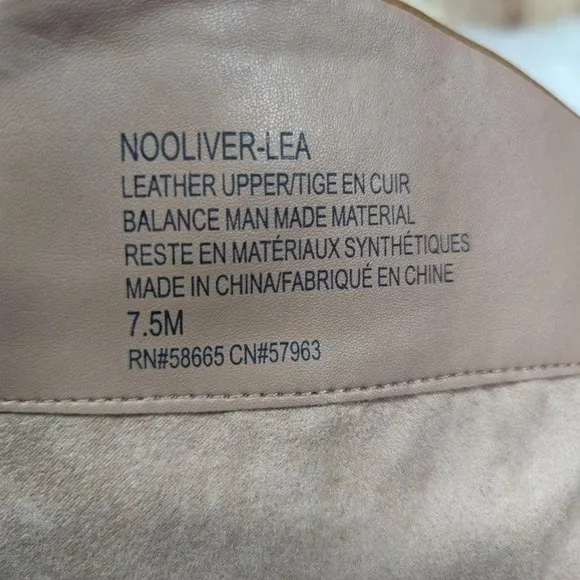 NOOLIVER-LEA
LEATHER UPPER/TIGE EN CUIR
BALANCE MAN MADE MATERIAL
RESTE EN MATÉRIAUX SYNTHÉTIQUES
MADE IN CHINA/FABRIQUÉ EN CHINE
7.5M
RN#58665 CN#57963